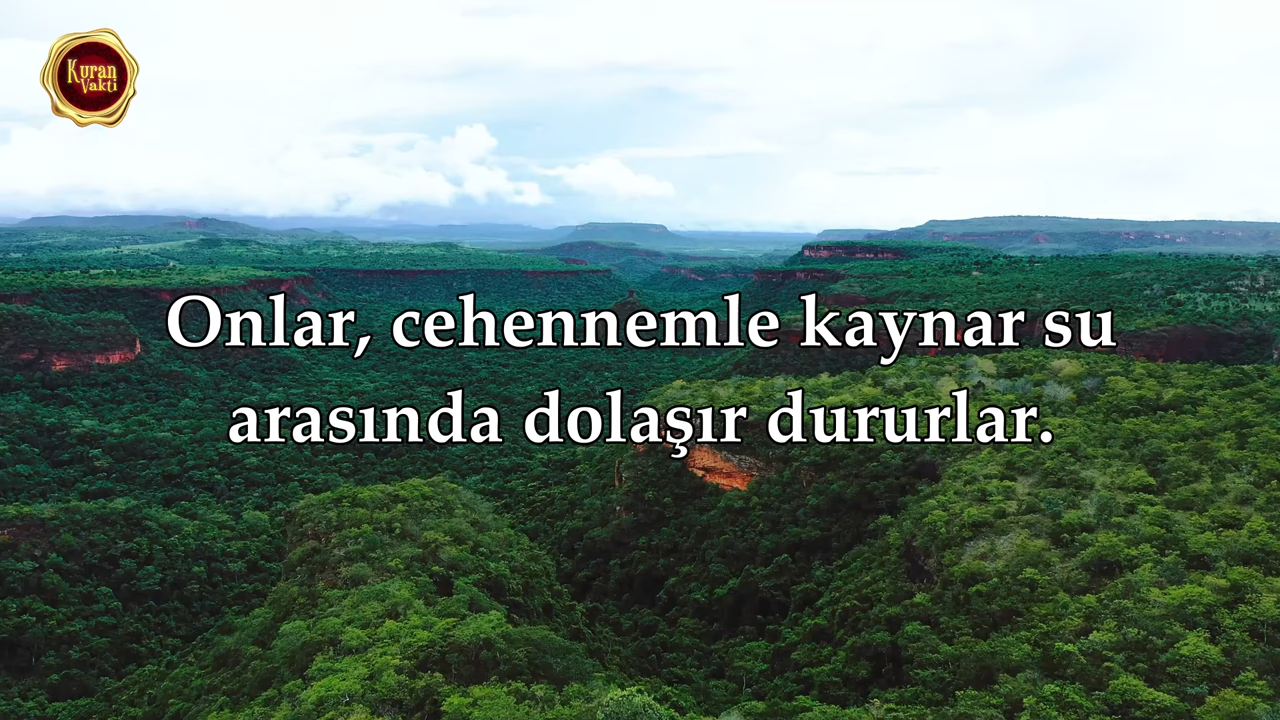 Kuran
Vakti
Onlar, cehennemle kaynar su
arasında dolaşır dururlar.